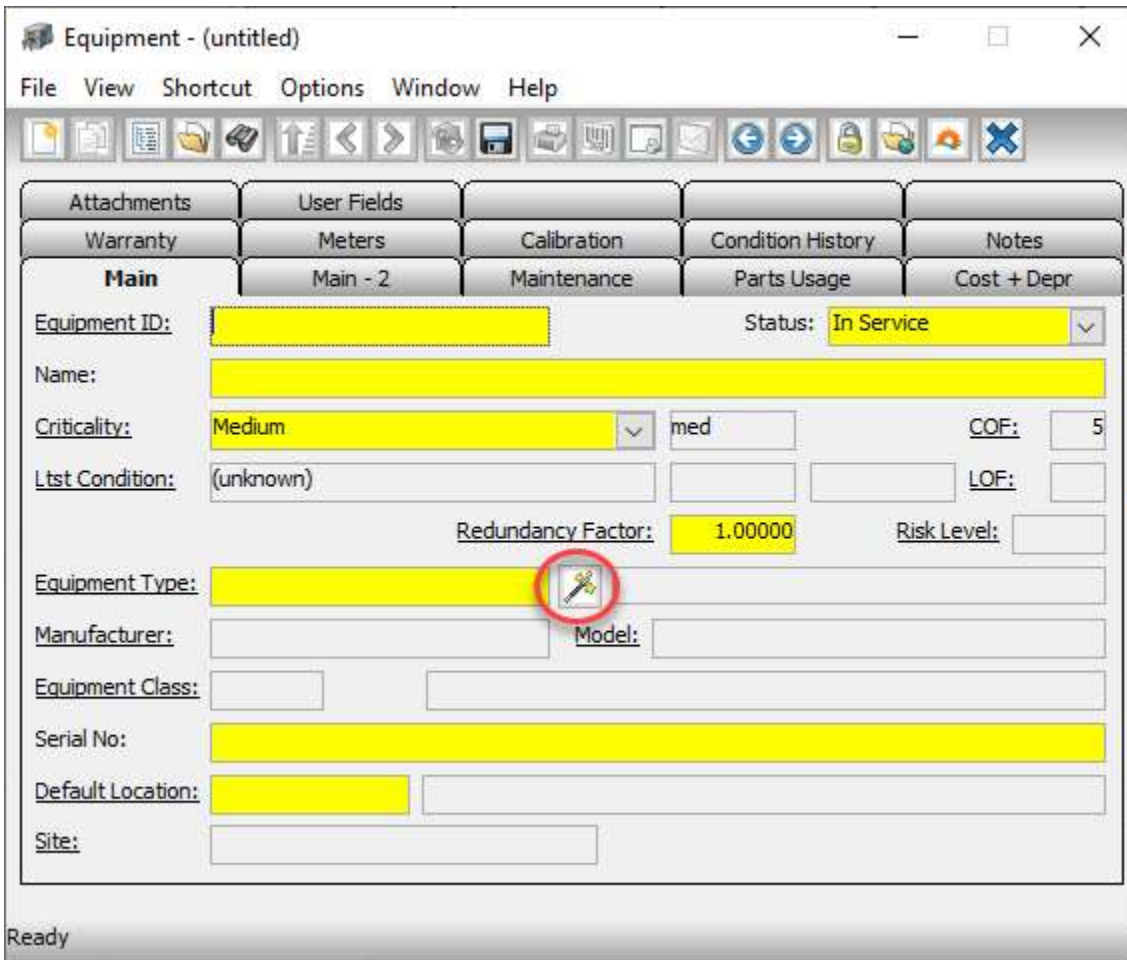 Equipment - (untitled)
File View Shortcut Options Window Help
Attachments User Fields
Warranty Meters Calibration Condition History Notes
Main Main - 2 Maintenance Parts Usage Cost + Depr
Equipment ID: Status: In Service
Name:
Criticality: Medium med COF: 5
Ltst Condition: (unknown) LOF:
Redundancy Factor: 1.00000 Risk Level:
Equipment Type:
Manufacturer: Model:
Equipment Class:
Serial No:
Default Location:
Site:
Ready